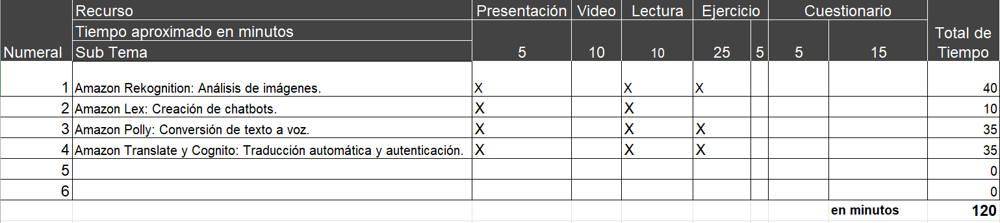 Recurso Presentación Video Lectura Ejercicio Cuestionario
Tiempo aproximado en minutos
Numeral Sub Tema 5 10 10 25 5 5 15 Total de Tiempo
1 Amazon Rekognition: Análisis de imágenes. X X X 40
2 Amazon Lex: Creación de chatbots. X X 10
3 Amazon Polly: Conversión de texto a voz. X X X 35
4 Amazon Translate y Cognito: Traducción automática y autenticación. X X X 35
5 0
6 0
en minutos 120